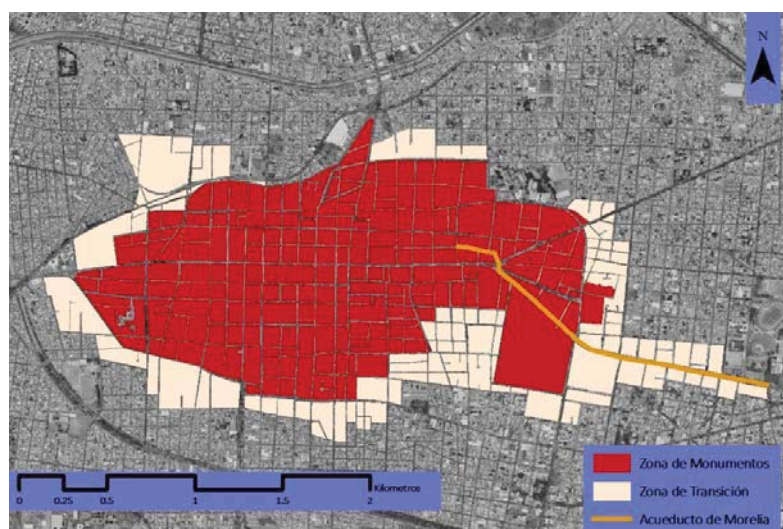 N
Kilometros
0 0.25 0.5 1 1.5 2
Zona de Monumentos
Zona de Transición
Acueducto de Morelia